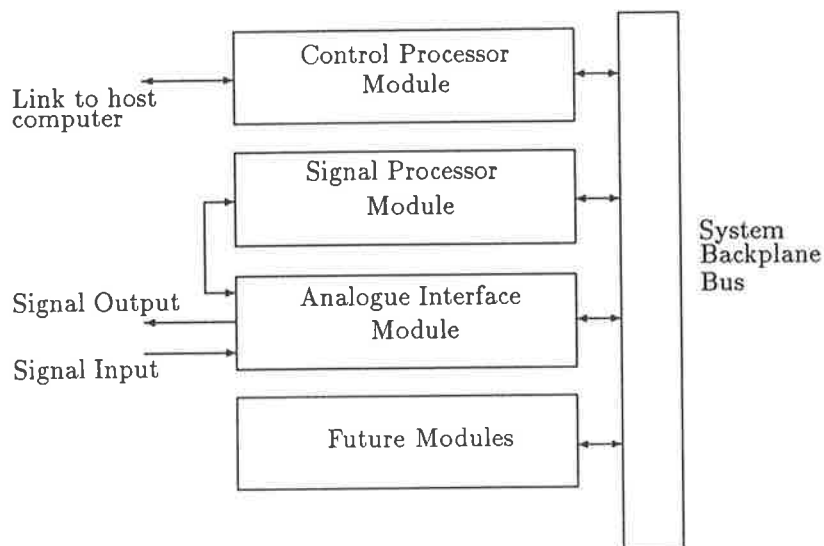 Control Processor
Module
Link to host
computer
Signal Processor
Module
System
Backplane
Bus
Signal Output
Analogue Interface
Module
Signal Input
Future Modules